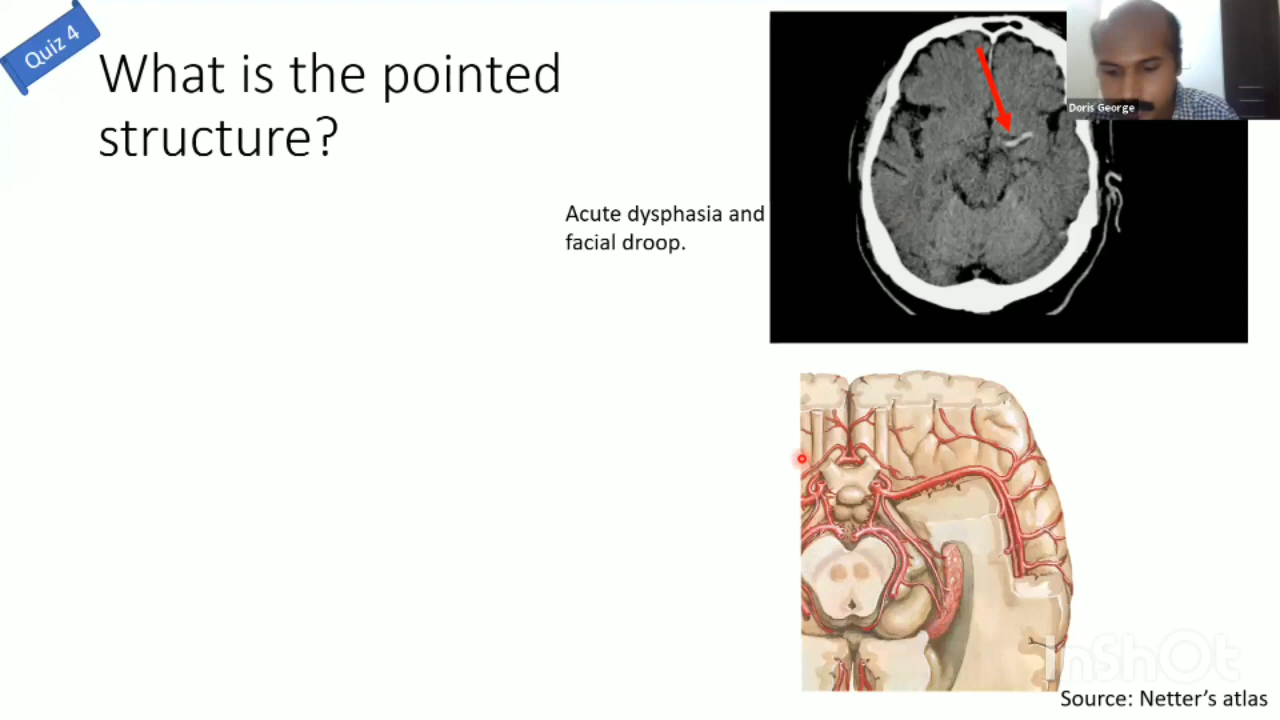 Quiz 4
What is the pointed
structure?
Doris George
Acute dysphasia and
facial droop.
InShOt
Source: Netter's atlas